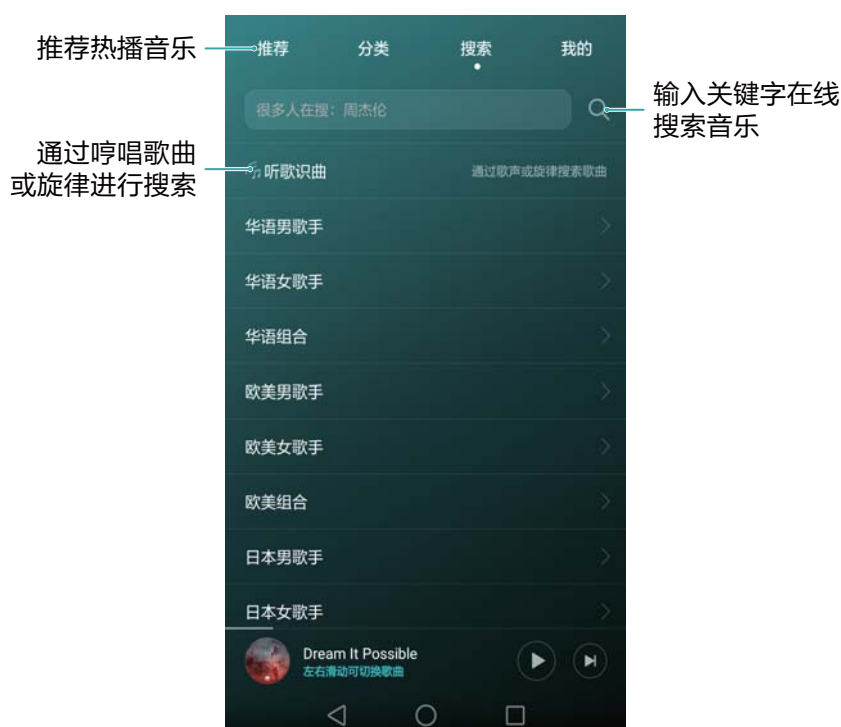 推荐热播音乐
推荐 分类 搜索 我的
很多人在搜：周杰伦
输入关键字在线
搜索音乐
通过哼唱歌曲
或旋律进行搜索
听歌识曲 通过歌声或旋律搜索歌曲
华语男歌手
华语女歌手
华语组合
欧美男歌手
欧美女歌手
欧美组合
日本男歌手
日本女歌手
Dream It Possible
左右滑动可切换歌曲